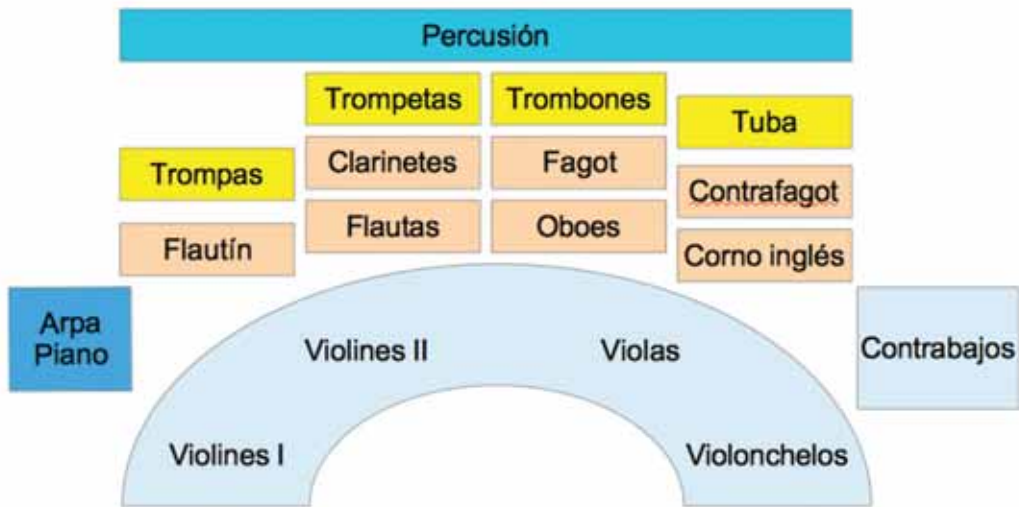 Percusión
Trompetas
Trombones
Tuba
Trompas
Clarinetes
Fagot
Contrafagot
Flautín
Flautas
Oboes
Corno inglés
Arpa
Piano
Violines II
Violas
Contrabajos
Violines I
Violonchelos